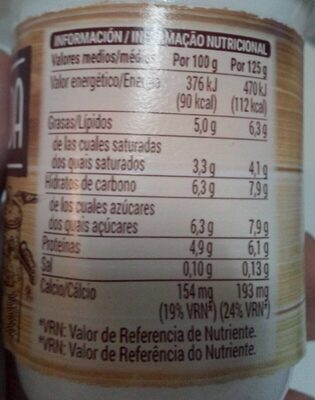 INFORMACIÓN / INFORMAÇÃO NUTRICIONAL
Valores medios/médios Por 100 g Por 125 g
Valor energético/Energia 376 kJ 470 kJ
(90 kcal) (112 kcal)
Grasas/Lípidos 5,0 g 6,3 g
de las cuales saturadas
dos quais saturados 3,3 g 4,1 g
Hidratos de carbono 6,3 g 7,9 g
de los cuales azúcares
dos quais açúcares 6,3 g 7,9 g
Proteínas 4,9 g 6,1 g
Sal 0,10 g 0,13 g
Calcio/Cálcio 154 mg 193 mg
(19% VRN*) (24% VRN*)
*VRN: Valor de Referencia de Nutriente.
*VRN: Valor de Referência do Nutriente.